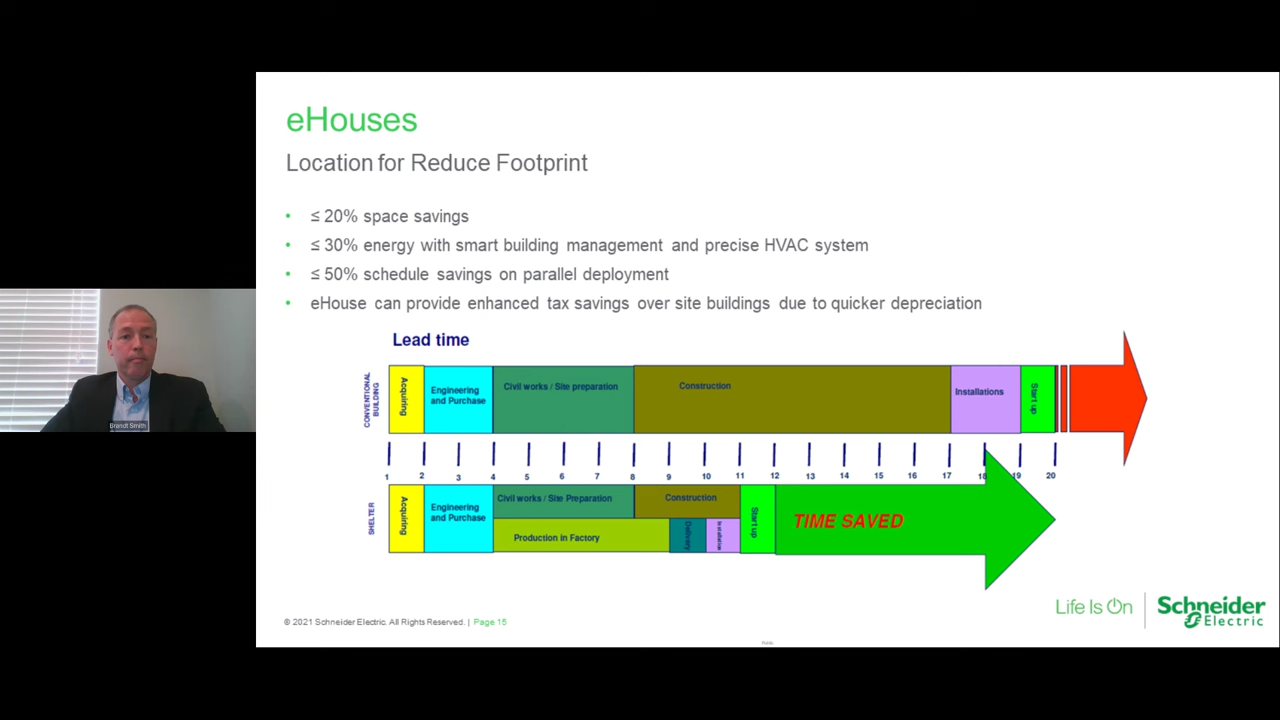 eHouses
Location for Reduce Footprint
• ≤ 20% space savings
• ≤ 30% energy with smart building management and precise HVAC system
• ≤ 50% schedule savings on parallel deployment
• eHouse can provide enhanced tax savings over site buildings due to quicker depreciation
Lead time
CONVENTIONAL
BUILDING
Acquiring
Engineering
and Purchase
Civil works / Site preparation
Construction
Installations
Start up
1 2 3 4 5 6 7 8 9 10 11 12 13 14 15 16 17 18 19 20
SHELTER
Acquiring
Engineering
and Purchase
Civil works / Site Preparation
Construction
Production in Factory
Delivery
Installation
Start up
TIME SAVED
Brandt Smith
Life Is On
Schneider
Electric
© 2021 Schneider Electric. All Rights Reserved. | Page 15